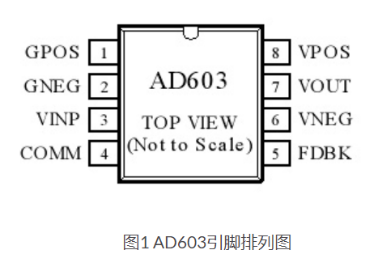 GPOS 1 8 VPOS
AD603
GNEG 2 7 VOUT
VINP 3 6 VNEG
TOP VIEW
(Not to Scale)
COMM 4 5 FDBK
图1 AD603引脚排列图